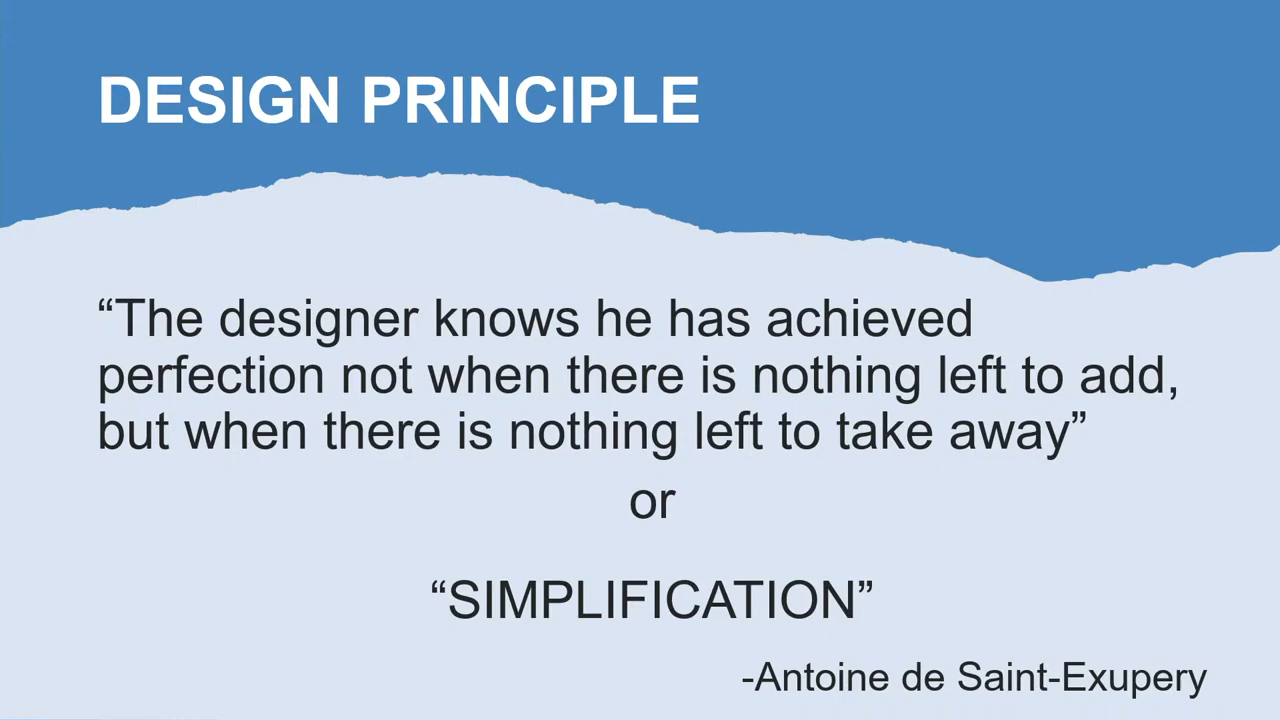 DESIGN PRINCIPLE
“The designer knows he has achieved
perfection not when there is nothing left to add,
but when there is nothing left to take away”
or
“SIMPLIFICATION”
-Antoine de Saint-Exupery